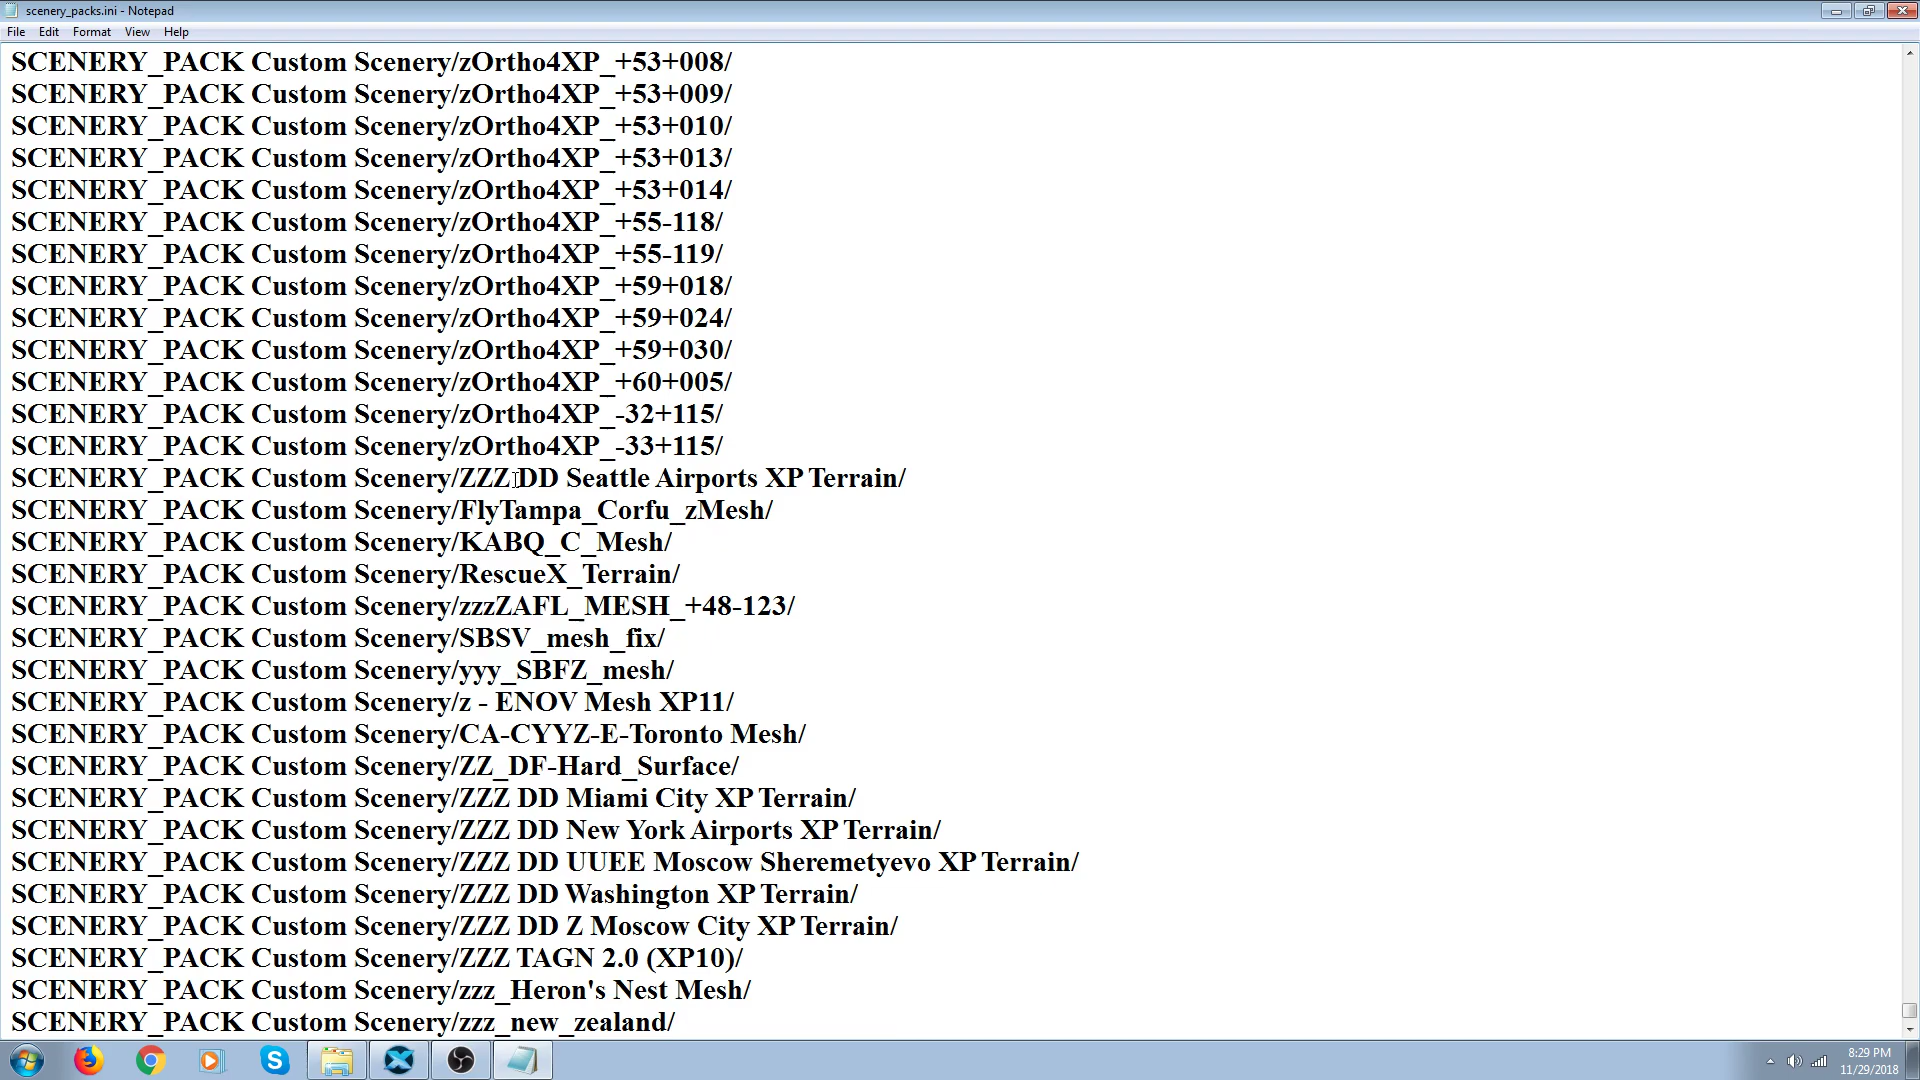 scenery_packs.ini - Notepad
File Edit Format View Help
SCENERY_PACK Custom Scenery/zOrtho4XP_+53+008/
SCENERY_PACK Custom Scenery/zOrtho4XP_+53+009/
SCENERY_PACK Custom Scenery/zOrtho4XP_+53+010/
SCENERY_PACK Custom Scenery/zOrtho4XP_+53+013/
SCENERY_PACK Custom Scenery/zOrtho4XP_+53+014/
SCENERY_PACK Custom Scenery/zOrtho4XP_+55-118/
SCENERY_PACK Custom Scenery/zOrtho4XP_+55-119/
SCENERY_PACK Custom Scenery/zOrtho4XP_+59+018/
SCENERY_PACK Custom Scenery/zOrtho4XP_+59+024/
SCENERY_PACK Custom Scenery/zOrtho4XP_+59+030/
SCENERY_PACK Custom Scenery/zOrtho4XP_+60+005/
SCENERY_PACK Custom Scenery/zOrtho4XP_-32+115/
SCENERY_PACK Custom Scenery/zOrtho4XP_-33+115/
SCENERY_PACK Custom Scenery/ZZZ DD Seattle Airports XP Terrain/
SCENERY_PACK Custom Scenery/FlyTampa_Corfu_zMesh/
SCENERY_PACK Custom Scenery/KABQ_C_Mesh/
SCENERY_PACK Custom Scenery/RescueX_Terrain/
SCENERY_PACK Custom Scenery/zzzZAFL_MESH_+48-123/
SCENERY_PACK Custom Scenery/SBSV_mesh_fix/
SCENERY_PACK Custom Scenery/yyy_SBFZ_mesh/
SCENERY_PACK Custom Scenery/z - ENOV Mesh XP11/
SCENERY_PACK Custom Scenery/CA-CYYZ-E-Toronto Mesh/
SCENERY_PACK Custom Scenery/ZZ_DF-Hard_Surface/
SCENERY_PACK Custom Scenery/ZZZ DD Miami City XP Terrain/
SCENERY_PACK Custom Scenery/ZZZ DD New York Airports XP Terrain/
SCENERY_PACK Custom Scenery/ZZZ DD UUEE Moscow Sheremetyevo XP Terrain/
SCENERY_PACK Custom Scenery/ZZZ DD Washington XP Terrain/
SCENERY_PACK Custom Scenery/ZZZ DD Z Moscow City XP Terrain/
SCENERY_PACK Custom Scenery/ZZZ TAGN 2.0 (XP10)/
SCENERY_PACK Custom Scenery/zzz_Heron's Nest Mesh/
SCENERY_PACK Custom Scenery/zzz_new_zealand/
8:29 PM
11/29/2018